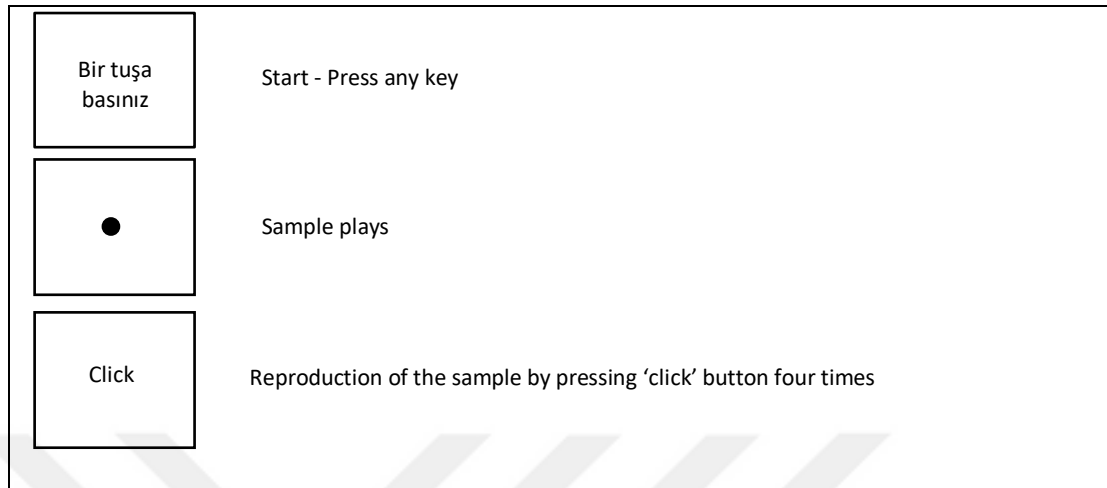 Bir tuşa
basınız
Start - Press any key
Sample plays
Click
Reproduction of the sample by pressing ‘click’ button four times